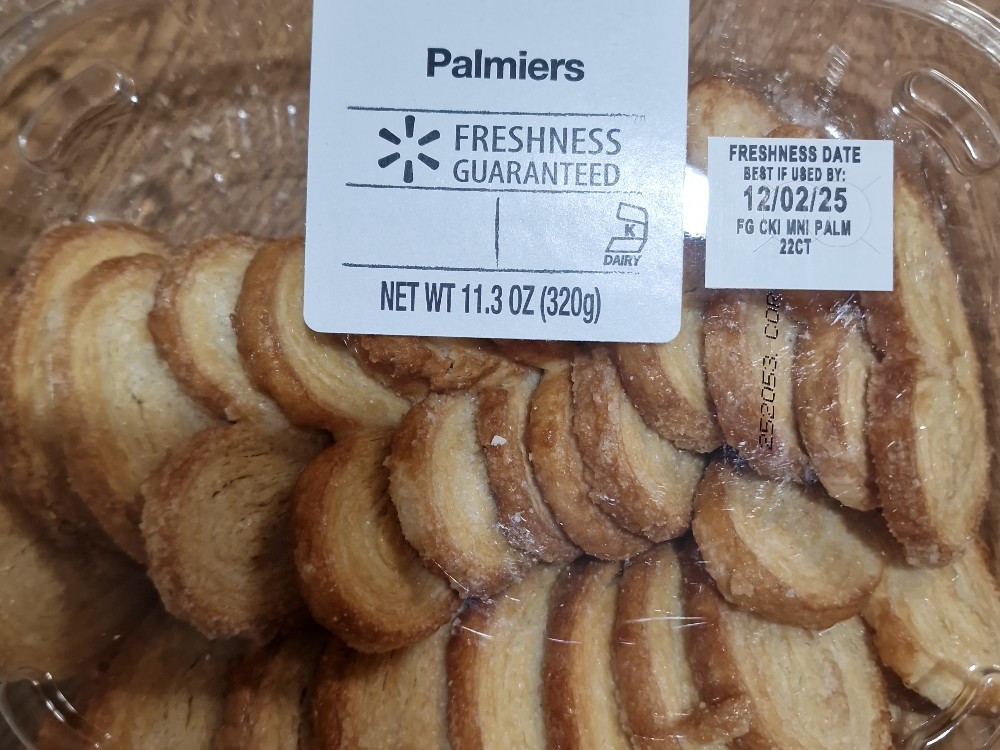 Palmiers
FRESHNESS
GUARANTEED
K
DAIRY
NET WT 11.3 OZ (320g)
FRESHNESS DATE
BEST IF USED BY:
12/02/25
FG CKI MNI PALM
22CT